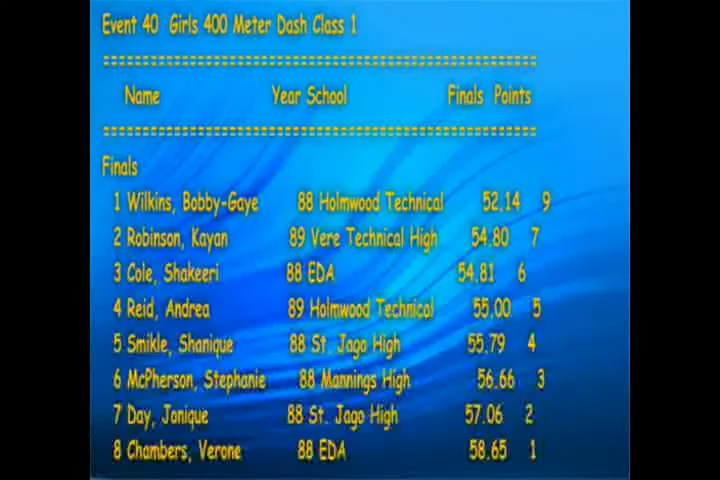 Event 40 Girls 400 Meter Dash Class 1
======================================================
Name Year School Finals Points
======================================================
Finals
1 Wilkins, Bobby-Gaye 88 Holmwood Technical 52.14 9
2 Robinson, Kayan 89 Vere Technical High 54.80 7
3 Cole, Shakeeri 88 EDA 54.81 6
4 Reid, Andrea 89 Holmwood Technical 55.00 5
5 Smikle, Shanique 88 St. Jago High 55.79 4
6 McPherson, Stephanie 88 Mannings High 56.66 3
7 Day, Jonique 88 St. Jago High 57.06 2
8 Chambers, Verone 88 EDA 58.65 1